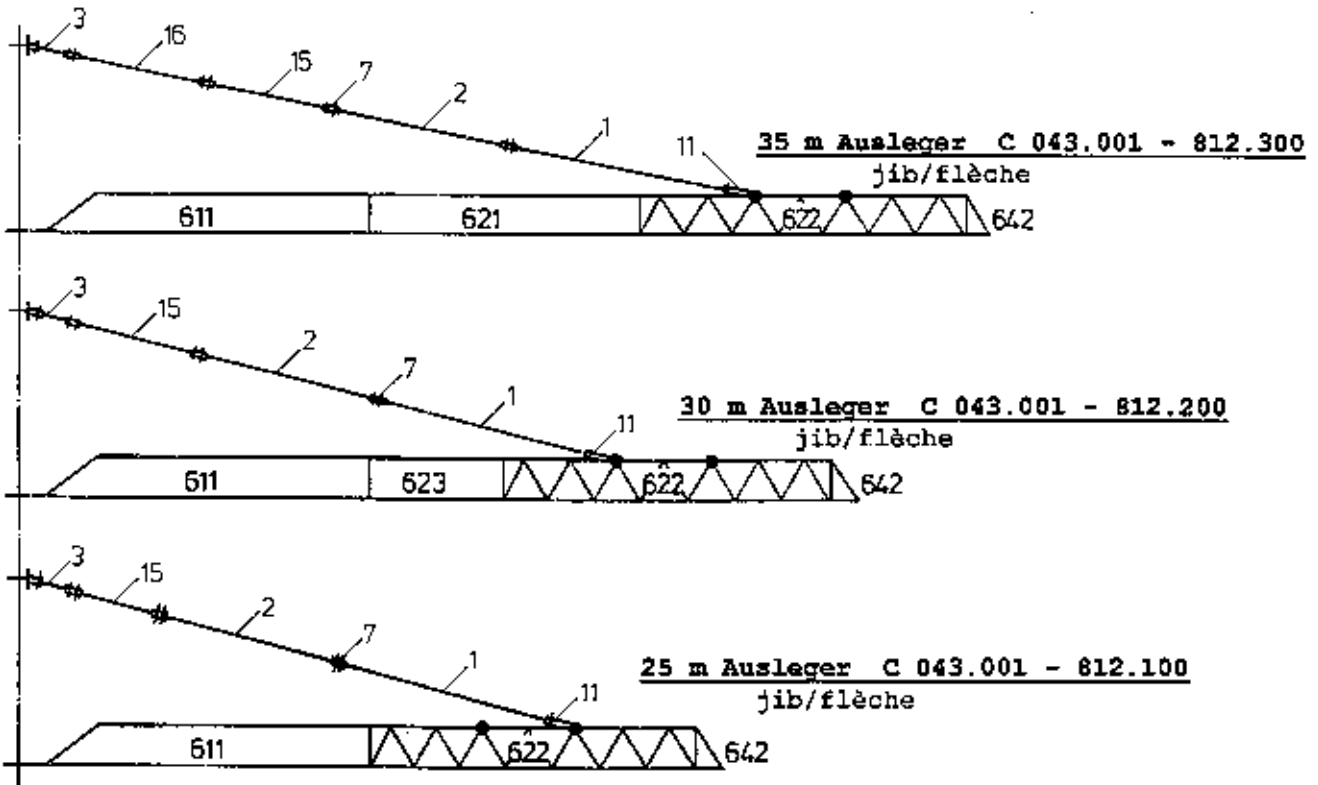 3
16
15
7
2
1
11
35 m Ausleger C 043.001 - 812.300
jib/flèche
611 621 622 642
3
15
2
7
1
11
30 m Ausleger C 043.001 - 812.200
jib/flèche
611 623 622 642
3
15
2
7
1
11
25 m Ausleger C 043.001 - 812.100
jib/flèche
611 622 642